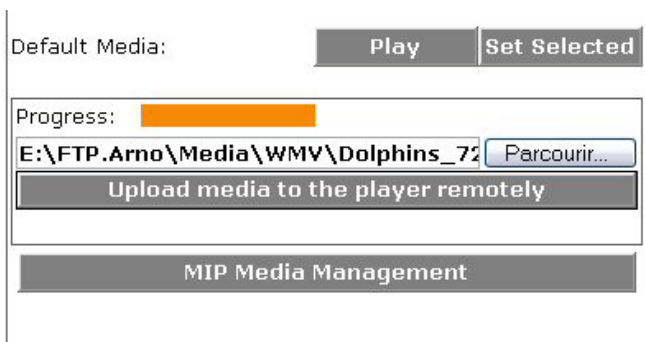 Default Media: Play Set Selected
Progress:
E:\FTP.Arno\Media\WMV\Dolphins_72 Parcourir...
Upload media to the player remotely
MIP Media Management